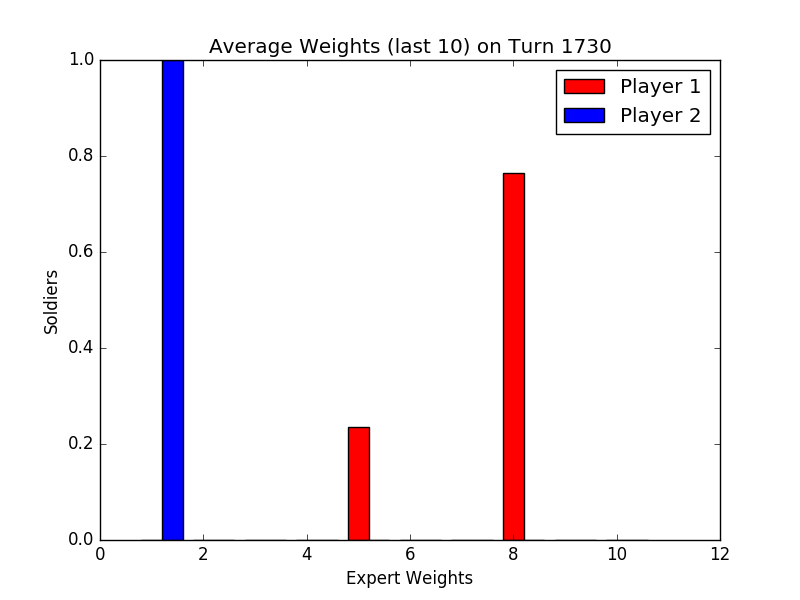 Average Weights (last 10) on Turn 1730
1.0
0.8
0.6
0.4
0.2
0.0
Soldiers
Player 1
Player 2
0 2 4 6 8 10 12
Expert Weights